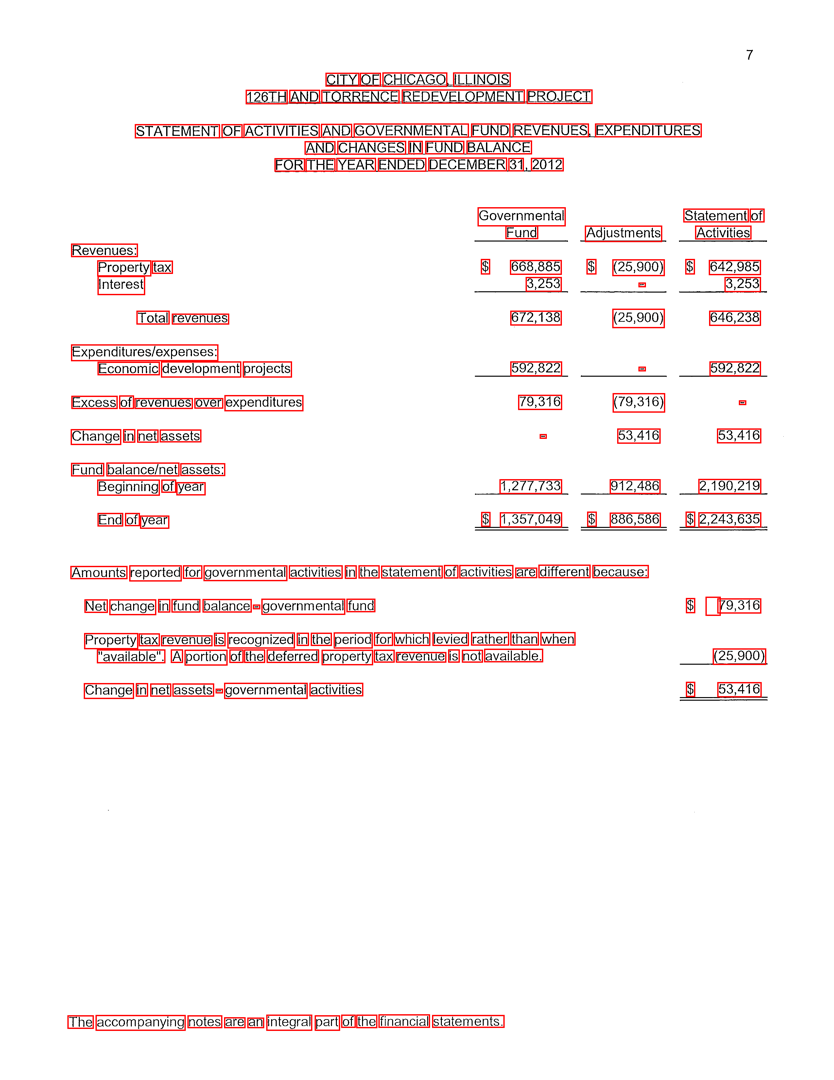 7
CITY OF CHICAGO, ILLINOIS
126TH AND TORRENCE REDEVELOPMENT PROJECT
STATEMENT OF ACTIVITIES AND GOVERNMENTAL FUND REVENUES, EXPENDITURES
AND CHANGES IN FUND BALANCE
FOR THE YEAR ENDED DECEMBER 31, 2012
Governmental Statement of
Fund Adjustments Activities
Revenues:
Property tax $ 668,885 $ (25,900) $ 642,985
Interest 3,253 - 3,253
Total revenues 672,138 (25,900) 646,238
Expenditures/expenses:
Economic development projects 592,822 - 592,822
Excess of revenues over expenditures 79,316 (79,316) -
Change in net assets - 53,416 53,416
Fund balance/net assets:
Beginning of year 1,277,733 912,486 2,190,219
End of year $ 1,357,049 $ 886,586 $ 2,243,635
Amounts reported for governmental activities in the statement of activities are different because:
Net change in fund balance - governmental fund $ 79,316
Property tax revenue is recognized in the period for which levied rather than when
"available". A portion of the deferred property tax revenue is not available. (25,900)
Change in net assets - governmental activities $ 53,416
The accompanying notes are an integral part of the financial statements.